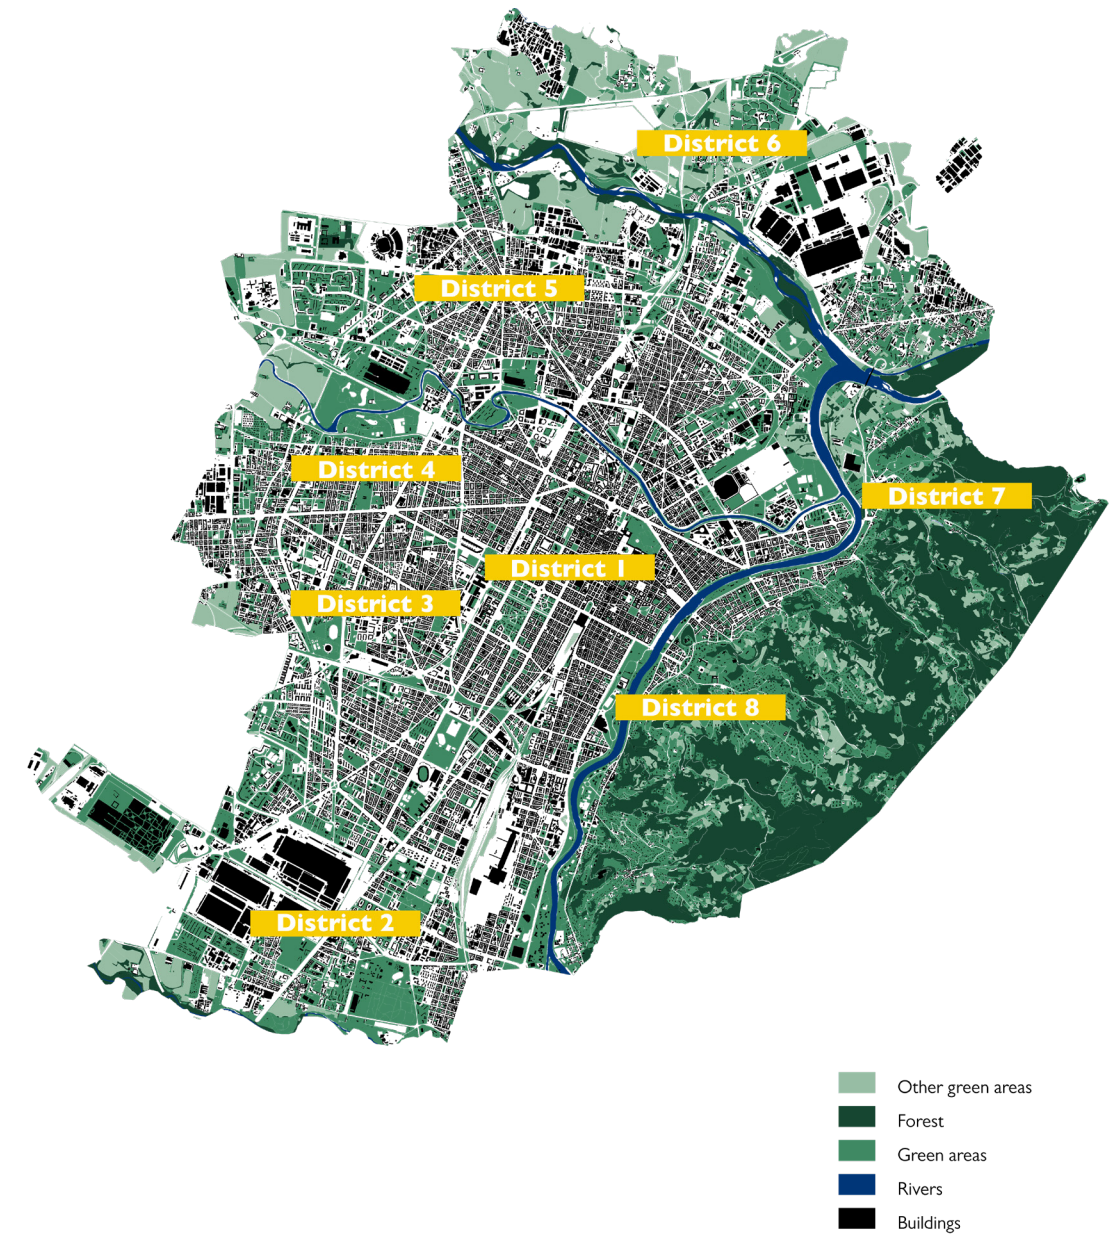 District 6
District 5
District 4
District 7
District 1
District 3
District 8
District 2
Other green areas
Forest
Green areas
Rivers
Buildings